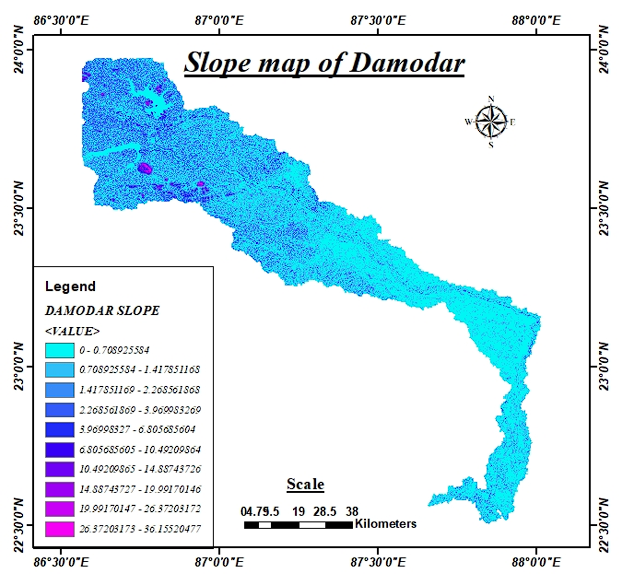 86°30'0"E 87°0'0"E 87°30'0"E 88°0'0"E
Slope map of Damodar
24°0'0"N
24°0'0"N
N
W E
S
23°30'0"N
23°30'0"N
Legend
DAMODAR SLOPE
<VALUE>
0 - 0.708925584
0.708925584 - 1.417851168
1.417851169 - 2.268561868
2.268561869 - 3.969983269
3.96998327 - 6.805685604
6.805685605 - 10.49209864
10.49209865 - 14.88743726
14.88743727 - 19.99170146
19.99170147 - 26.37203172
26.37203173 - 36.15520477
23°0'0"N
23°0'0"N
Scale
04.79.5 19 28.5 38
Kilometers
22°30'0"N
22°30'0"N
86°30'0"E 87°0'0"E 87°30'0"E 88°0'0"E